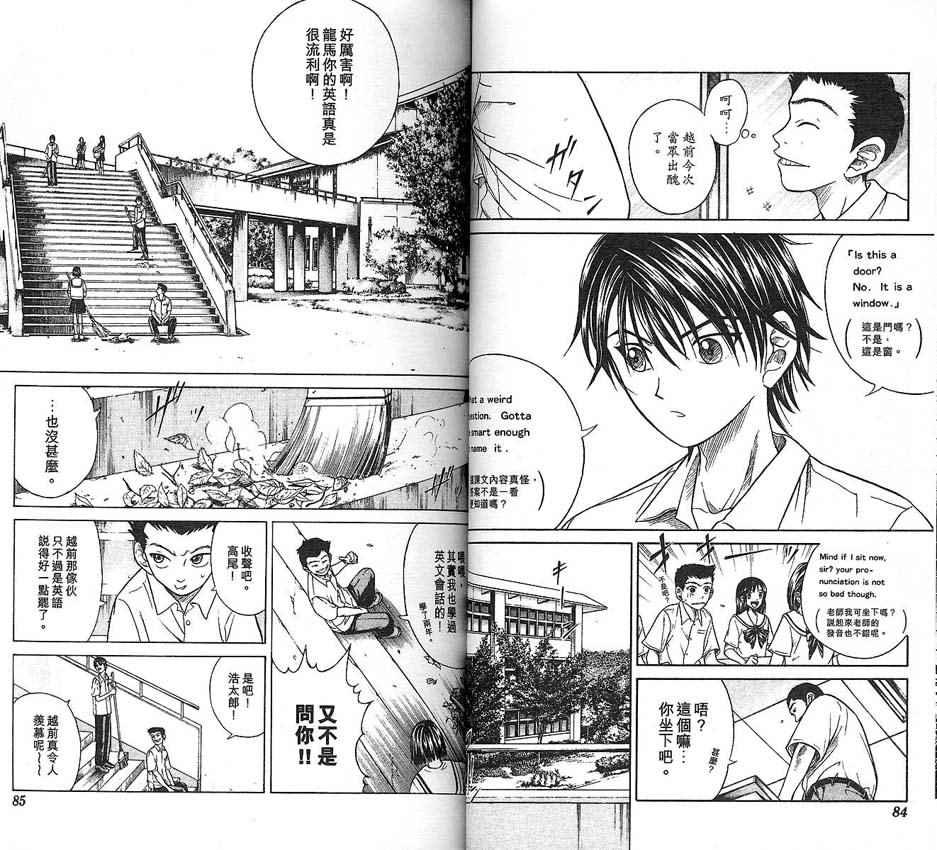 呵呵…
越前今次
當眾出醜
了。
「Is this a
door?
No. It is a
window.」
這是門嗎？
不是，
這是窗。
a weird
Gotta
smart enough
name it.
課文內容真怪，
案不是一看
知道嗎？
Mind if I sit now,
sir? your pro-
nunciation is not
so bad though.
老師我可坐下嗎？
說起來老師的
發音也不錯呢。
不是吧？
唔？
這個嘛…
你坐下吧。
甚麼？
84
好厲害啊！
龍馬你的英語真是
很流利啊！
…也沒甚麼。
嗯，
其實我也學過
英文會話的！
學了兩年。
又不是
問你!!
收聲吧！
高尾！
越前那傢伙
只不過是英語
說得好一點罷了。
是吧！
浩太郎！
越前真令人
羨慕呢～～
85